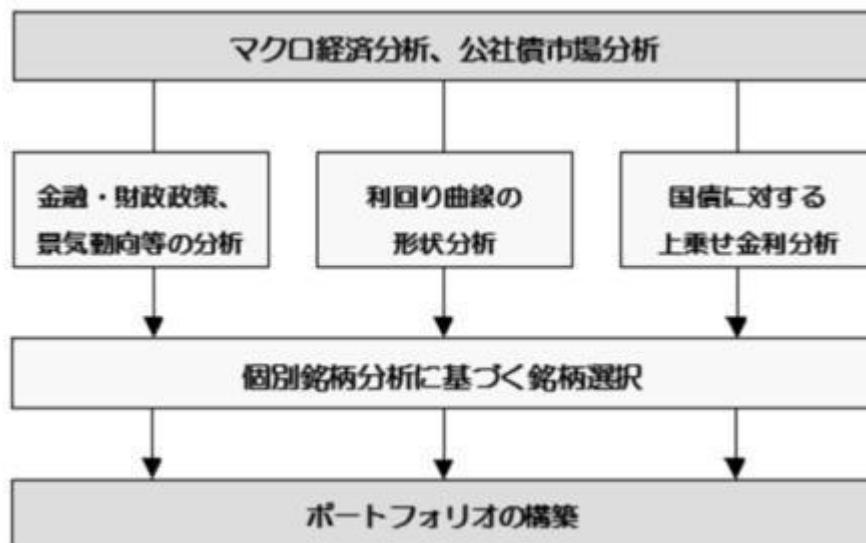 マクロ経済分析、公社債市場分析
金融・財政政策、
景気動向等の分析
利回り曲線の
形状分析
国債に対する
上乗せ金利分析
個別銘柄分析に基づく銘柄選択
ポートフォリオの構築